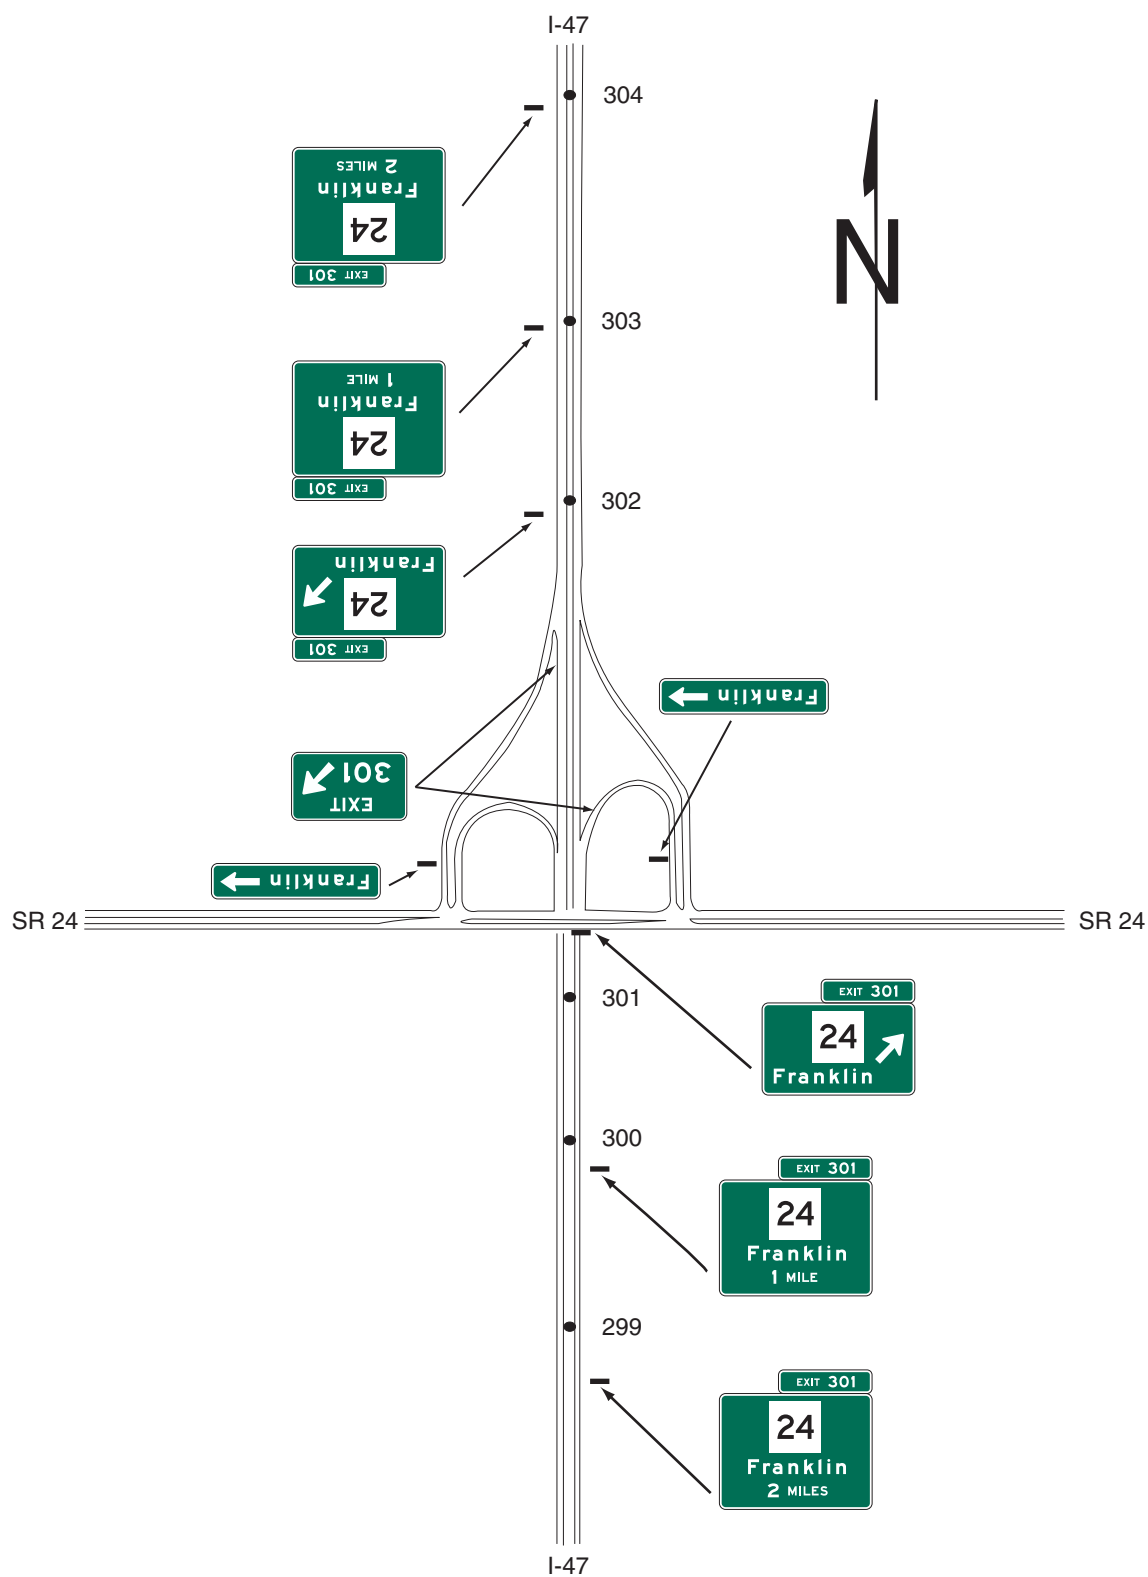 I-47
304
2 MILES
Franklin
24
EXIT 301
303
1 MILE
Franklin
24
EXIT 301
302
Franklin
24
EXIT 301
N
Franklin
EXIT
301
Franklin
SR 24
SR 24
301
EXIT 301
24
Franklin
300
EXIT 301
24
Franklin
1 MILE
299
EXIT 301
24
Franklin
2 MILES
I-47